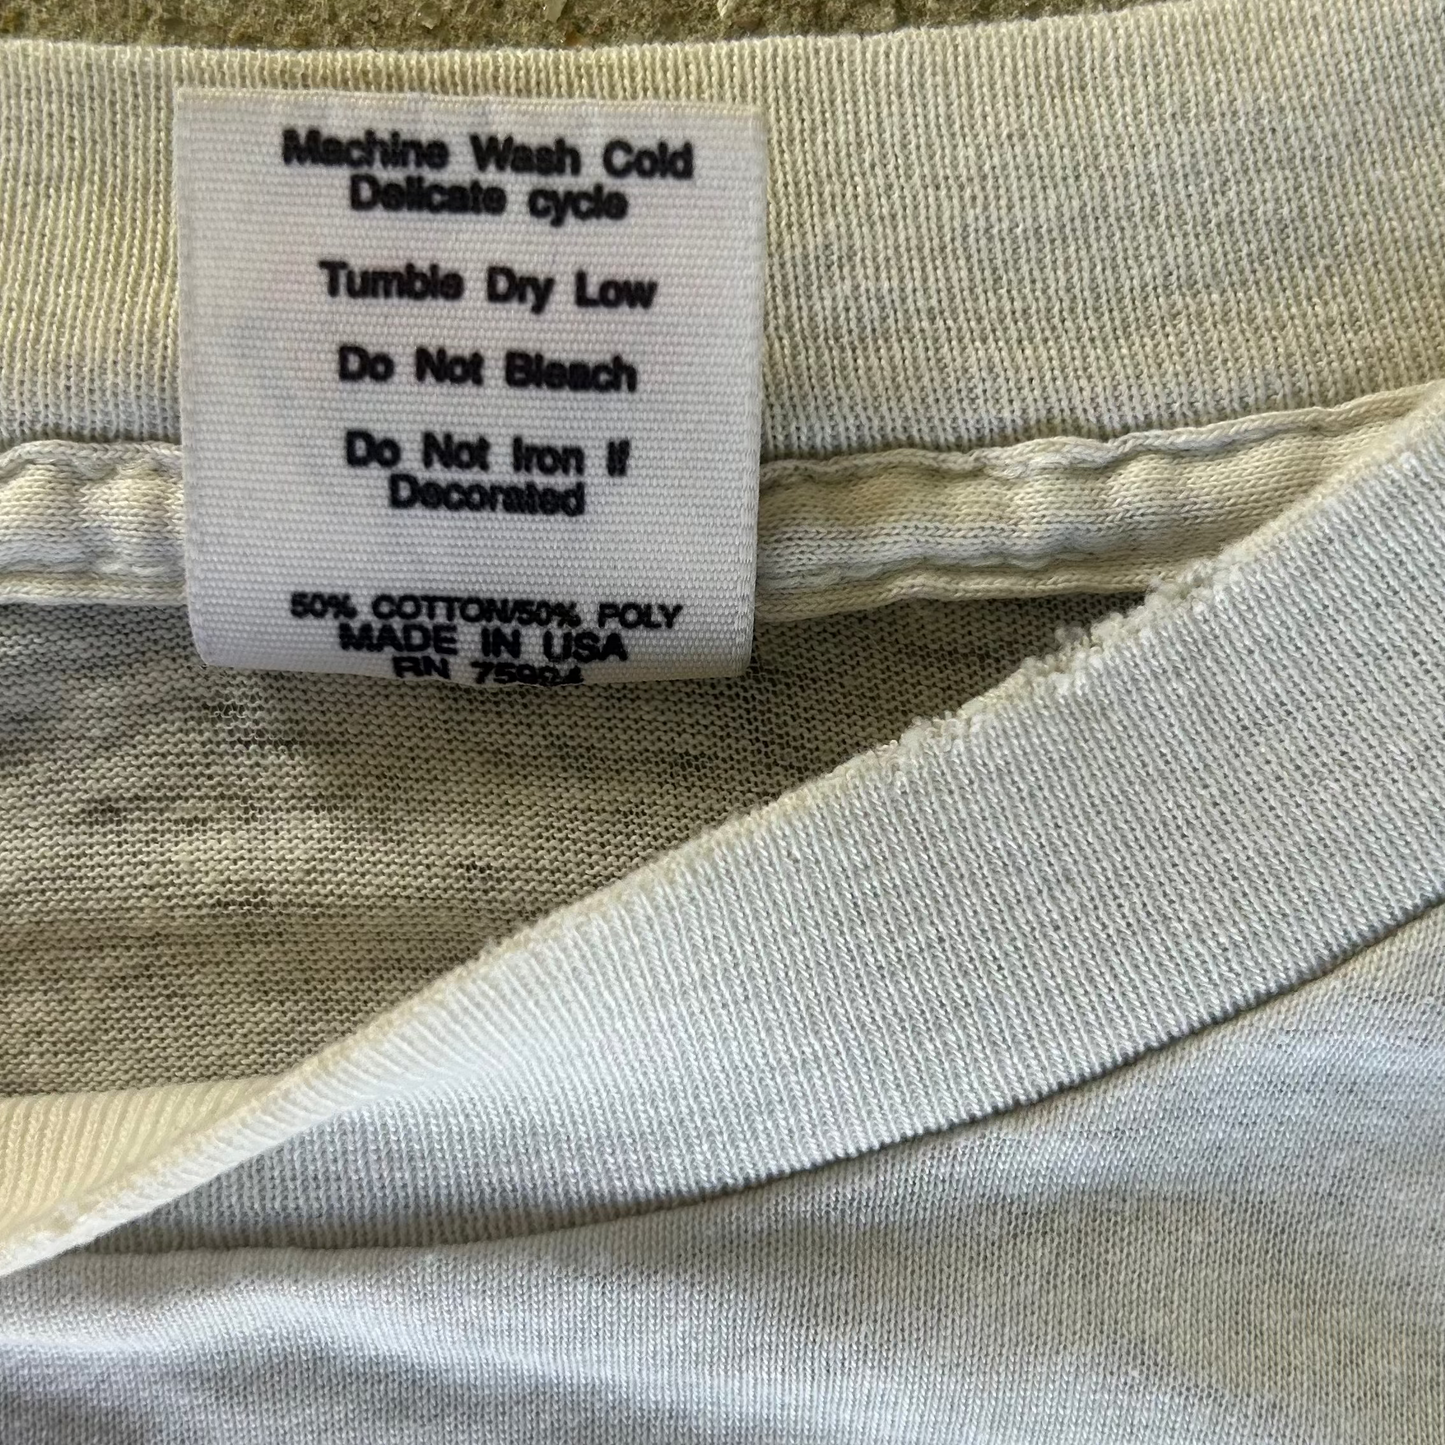 Machine Wash Cold
Delicate cycle
Tumble Dry Low
Do Not Bleach
Do Not Iron If
Decorated
50% COTTON/50% POLY
MADE IN USA
RN